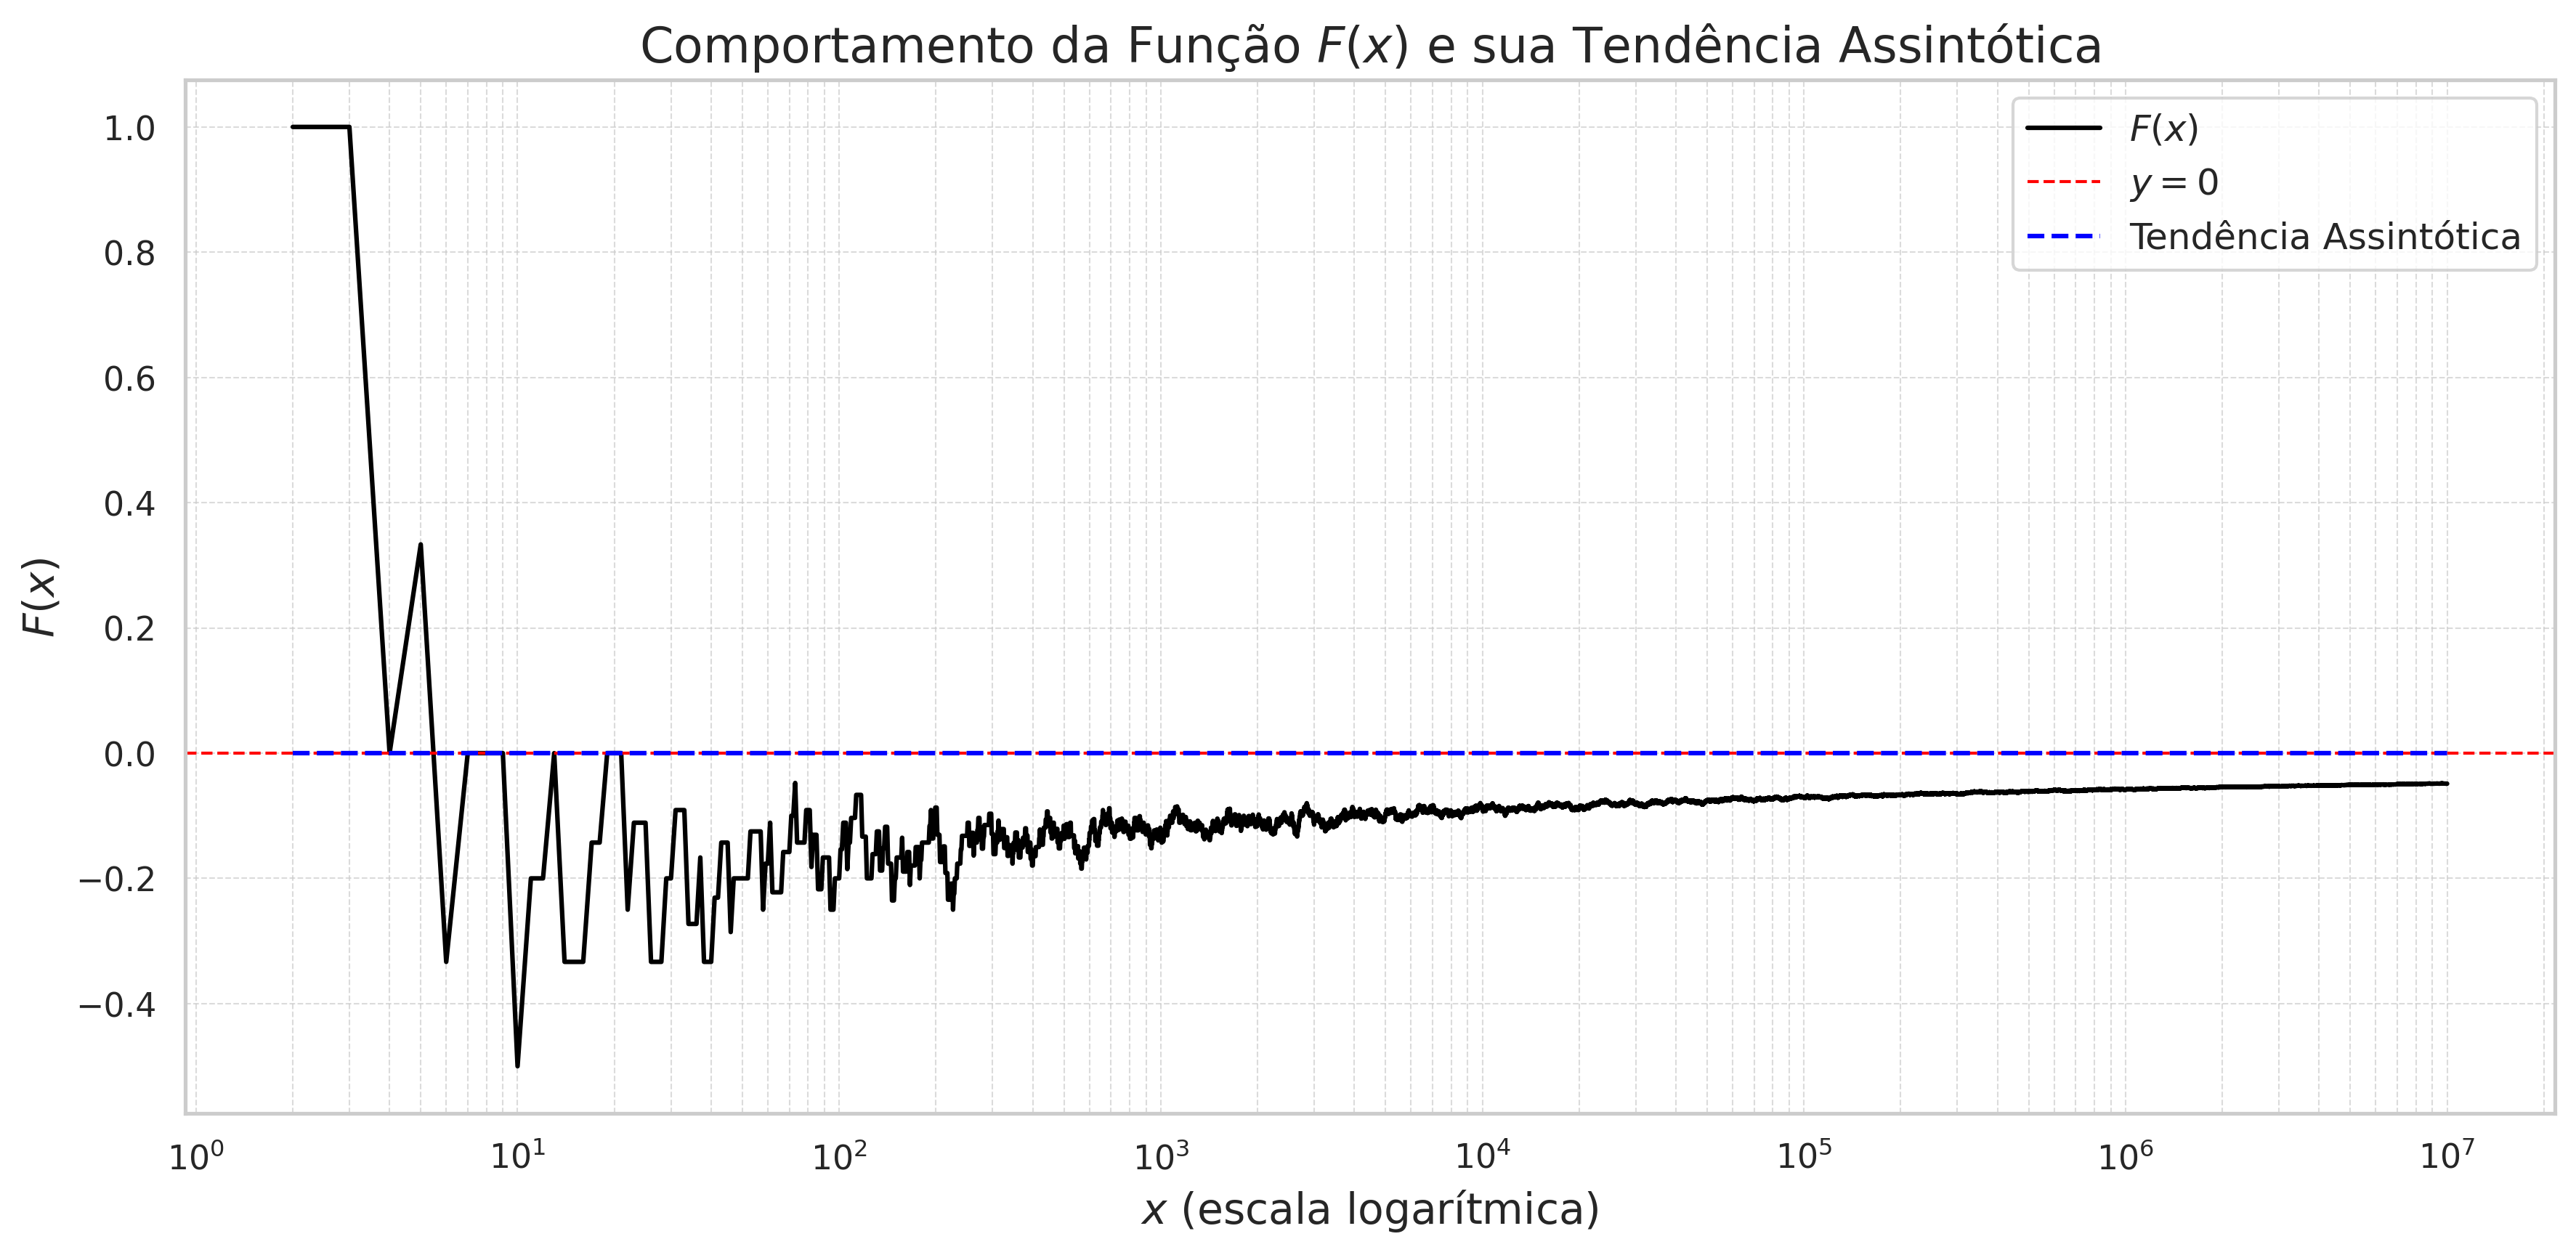 Comportamento da Função F(x) e sua Tendência Assintótica
F(x)
y = 0
Tendência Assintótica
1.0
0.8
0.6
0.4
0.2
0.0
−0.2
−0.4
F(x)
10⁰ 10¹ 10² 10³ 10⁴ 10⁵ 10⁶ 10⁷
x (escala logarítmica)